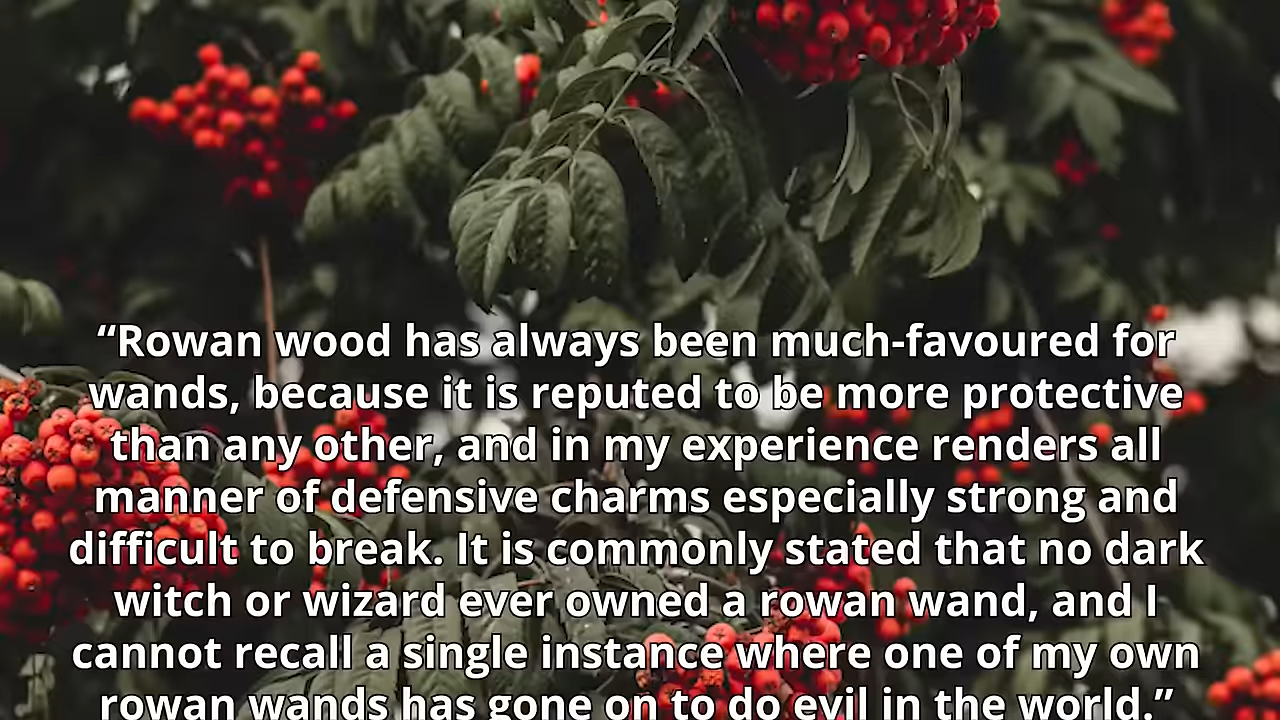 “Rowan wood has always been much-favoured for
wands, because it is reputed to be more protective
than any other, and in my experience renders all
manner of defensive charms especially strong and
difficult to break. It is commonly stated that no dark
witch or wizard ever owned a rowan wand, and I
cannot recall a single instance where one of my own
rowan wands has gone on to do evil in the world.”